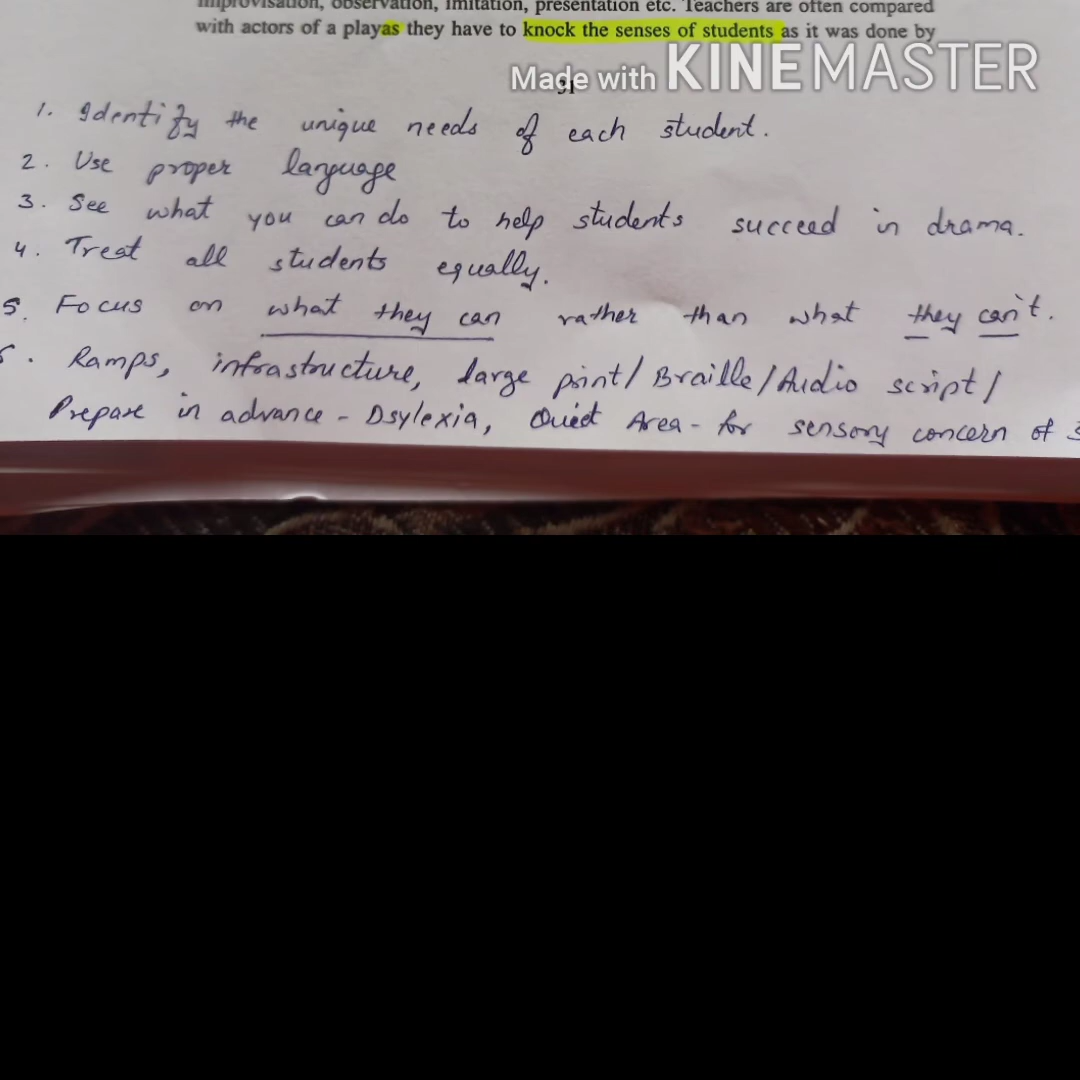 improvisation, observation, imitation, presentation etc. Teachers are often compared
with actors of a playas they have to knock the senses of students as it was done by
Made with KINEMASTER
31
1. Identify the unique needs of each student.
2. Use proper language
3. See what you can do to help students succeed in drama.
4. Treat all students equally.
5. Focus on what they can rather than what they can't.
6. Ramps, infrastructure, large print/Braille/Audio script/
Prepare in advance - Dsylexia, Quiet Area - for sensory concern of